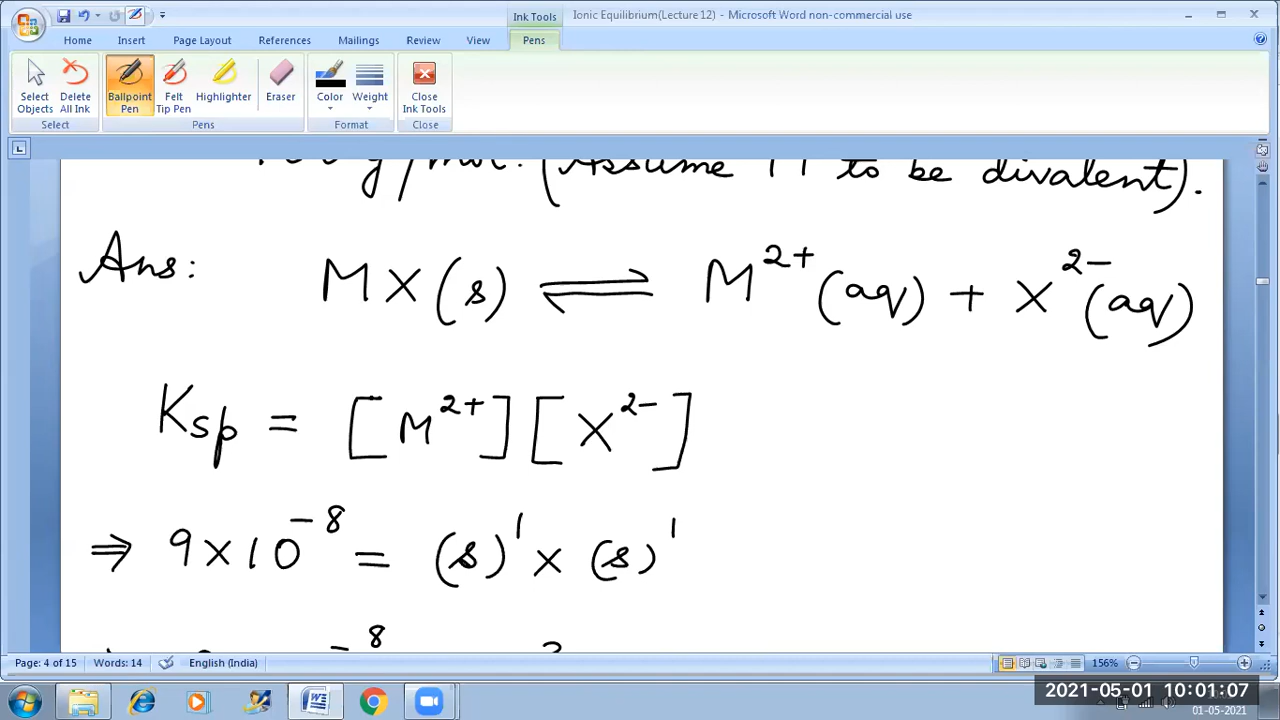 Ink Tools
Ionic Equilibrium(Lecture 12) - Microsoft Word non-commercial use
Home Insert Page Layout References Mailings Review View Pens
Select Objects
Delete All Ink
Ballpoint Pen
Felt Tip Pen
Highlighter
Eraser
Color
Weight
Close Ink Tools
Select Pens Format Close
g/mol. (Assume M to be divalent).
Ans: MX(s) ⇌ M²⁺(aq) + X²⁻(aq)
Ksp = [M²⁺][X²⁻]
⇒ 9×10⁻⁸ = (s)¹ × (s)¹
Page: 4 of 15 Words: 14 English (India) 156%
2021-05-01 10:01:07
01-05-2021